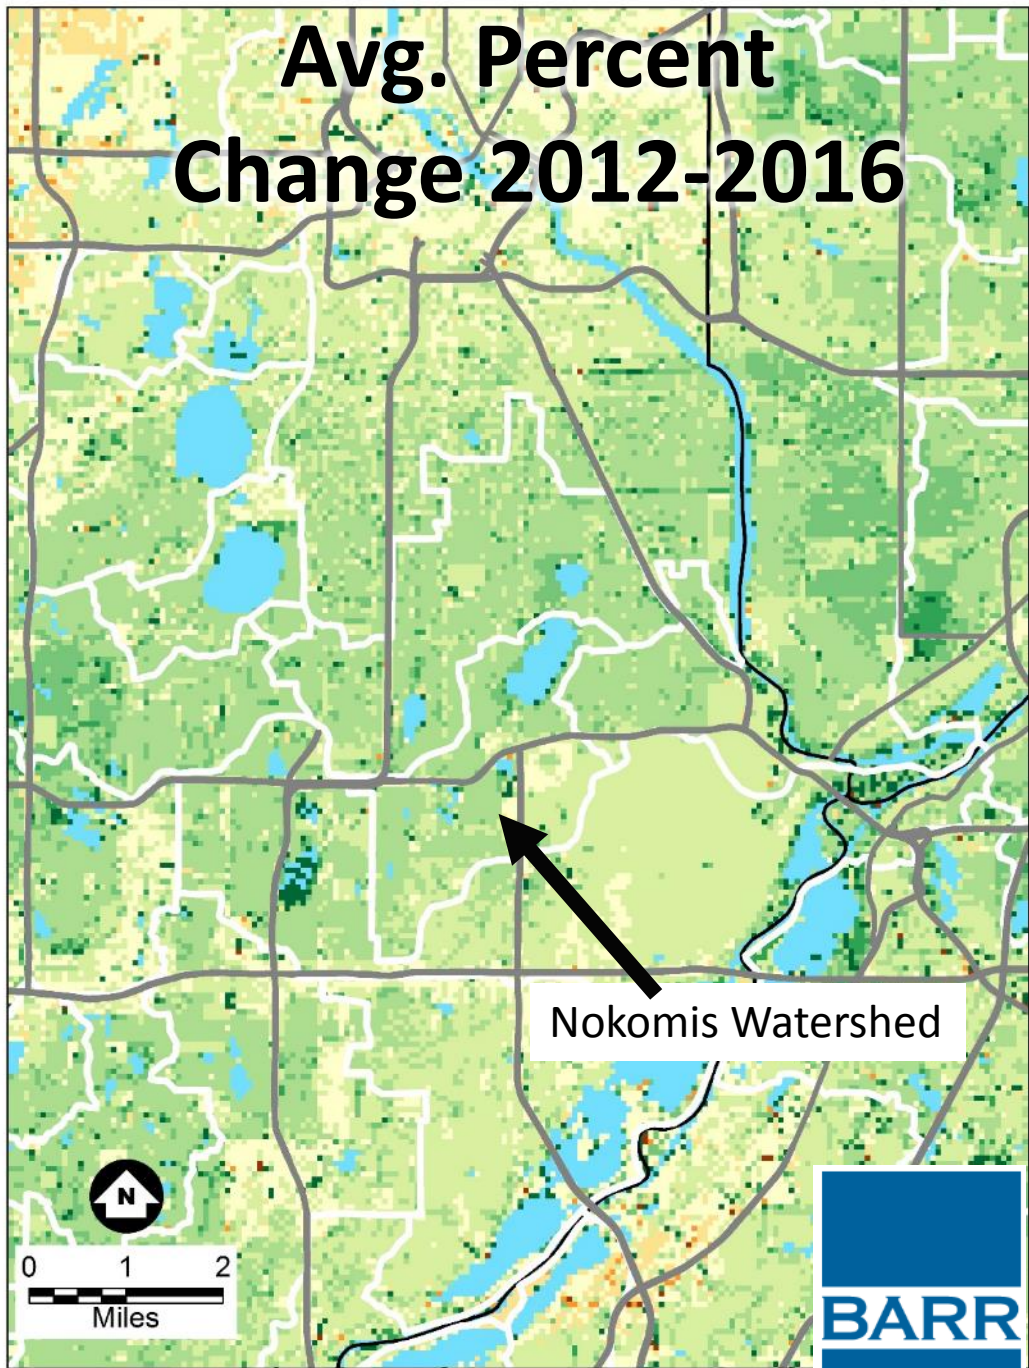 Avg. Percent
Change 2012-2016
Nokomis Watershed
N
0 1 2
Miles
BARR